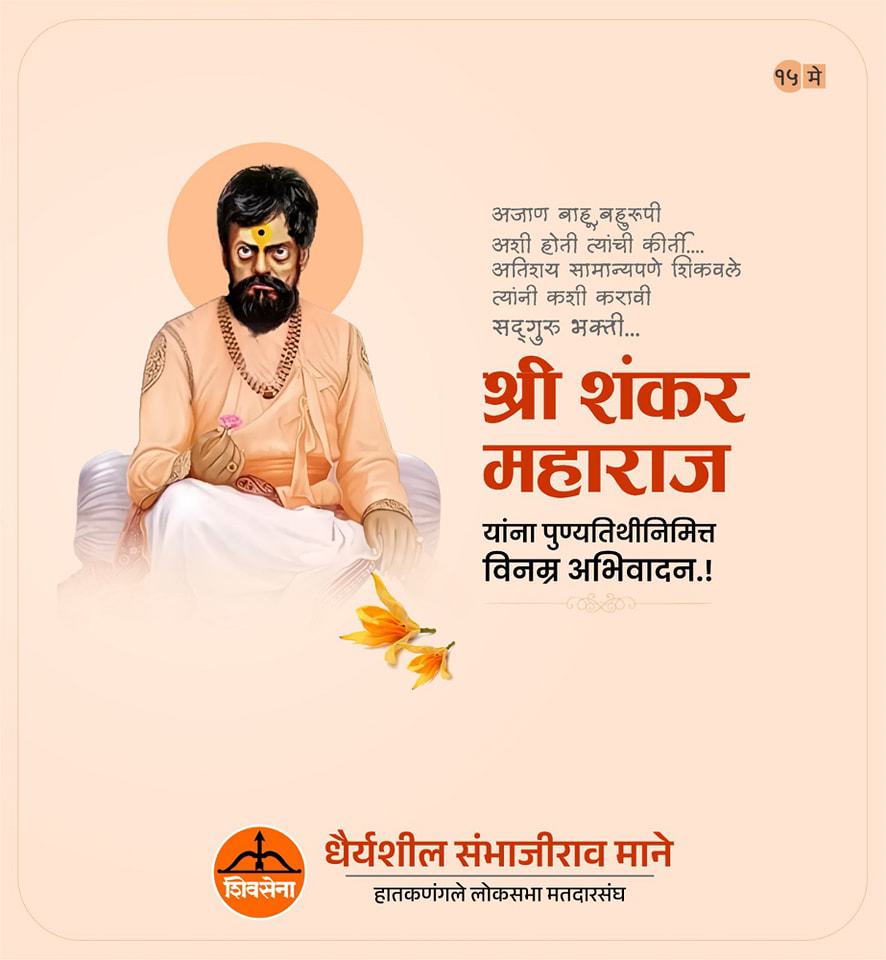 १५ मे
अजाण बाहू,बहुरूपी
अशी होती त्यांची कीर्ती....
अतिशय सामान्यपणे शिकवले
त्यांनी कशी करावी
सद्‌गुरु भक्ती...
श्री शंकर
महाराज
यांना पुण्यतिथीनिमित्त
विनम्र अभिवादन.!
शिवसेना
धैर्यशील संभाजीराव माने
हातकणंगले लोकसभा मतदारसंघ